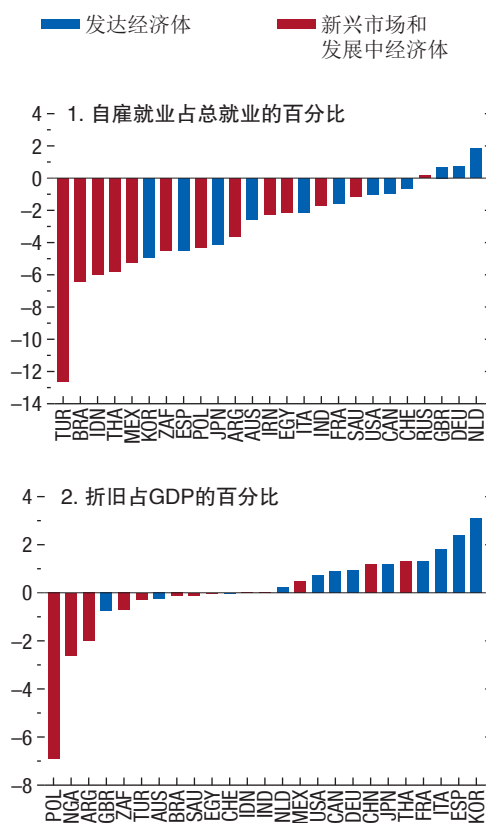 发达经济体
新兴市场和
发展中经济体
1. 自雇就业占总就业的百分比
4
2
0
–2
–4
–6
–8
–10
–12
–14
TUR BRA IDN THA MEX KOR ZAF ESP POL JPN ARG AUS IRN EGY ITA IND FRA SAU USA CAN CHE RUS GBR DEU NLD
2. 折旧占GDP的百分比
4
2
0
–2
–4
–6
–8
POL NGA ARG GBR ZAF TUR AUS BRA SAU EGY CHE IDN IND NLD MEX USA CAN DEU CHN JPN THA FRA ITA ESP KOR